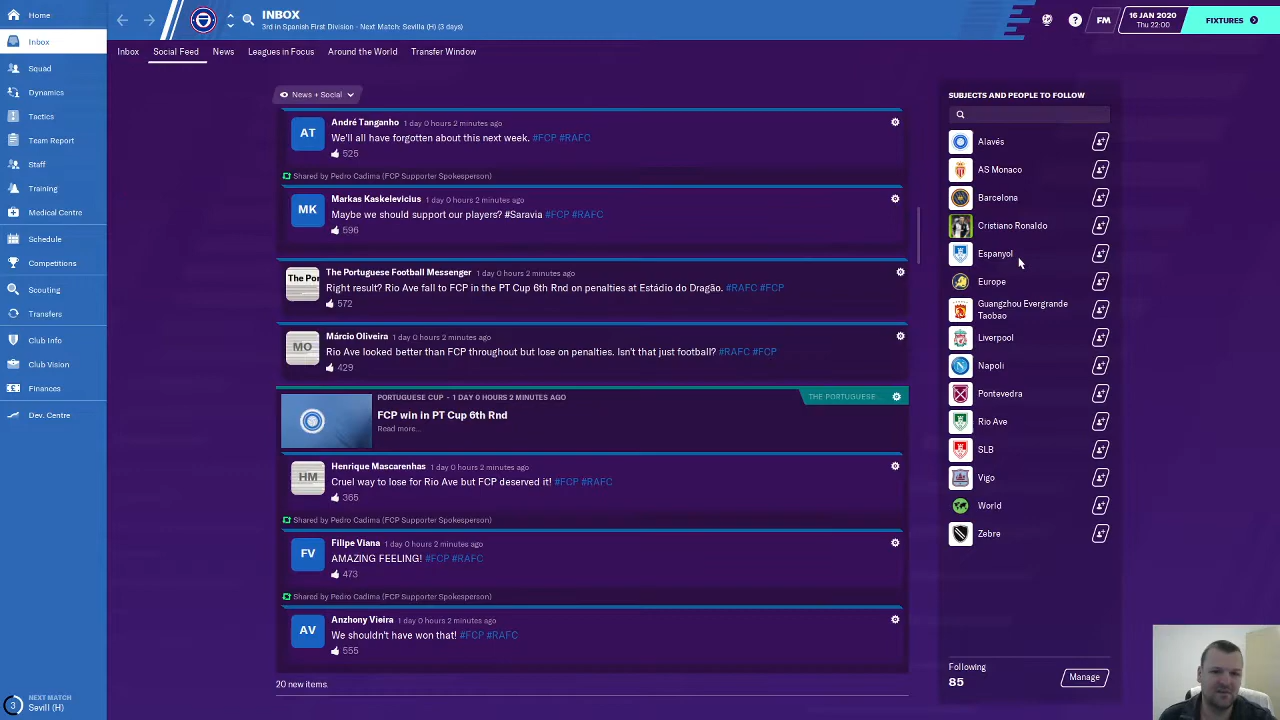 Home
INBOX
3rd in Spanish First Division - Next Match: Sevilla (H) (3 days)
FM
16 JAN 2020
Thu 22:00
FIXTURES
Inbox
Squad
Dynamics
Tactics
Team Report
Staff
Training
Medical Centre
Schedule
Competitions
Scouting
Transfers
Club Info
Club Vision
Finances
Dev. Centre
3
NEXT MATCH
Sevill (H)
Inbox Social Feed News Leagues in Focus Around the World Transfer Window
News + Social
AT
André Tanganho 1 day 0 hours 2 minutes ago
We'll all have forgotten about this next week. #FCP #RAFC
525
Shared by Pedro Cadima (FCP Supporter Spokesperson)
MK
Markas Kaskelevicius 1 day 0 hours 2 minutes ago
Maybe we should support our players? #Saravia #FCP #RAFC
596
The Por
The Portuguese Football Messenger 1 day 0 hours 2 minutes ago
Right result? Rio Ave fall to FCP in the PT Cup 6th Rnd on penalties at Estádio do Dragão. #RAFC #FCP
572
MO
Márcio Oliveira 1 day 0 hours 2 minutes ago
Rio Ave looked better than FCP throughout but lose on penalties. Isn't that just football? #RAFC #FCP
429
PORTUGUESE CUP - 1 DAY 0 HOURS 2 MINUTES AGO
THE PORTUGUESE...
FCP win in PT Cup 6th Rnd
Read more...
HM
Henrique Mascarenhas 1 day 0 hours 2 minutes ago
Cruel way to lose for Rio Ave but FCP deserved it! #FCP #RAFC
365
Shared by Pedro Cadima (FCP Supporter Spokesperson)
FV
Filipe Viana 1 day 0 hours 2 minutes ago
AMAZING FEELING! #FCP #RAFC
473
Shared by Pedro Cadima (FCP Supporter Spokesperson)
AV
Anzhony Vieira 1 day 0 hours 2 minutes ago
We shouldn't have won that! #FCP #RAFC
555
20 new items.
SUBJECTS AND PEOPLE TO FOLLOW
Alavés
AS Monaco
Barcelona
Cristiano Ronaldo
Espanyol
Europe
Guangzhou Evergrande
Taobao
Liverpool
Napoli
Pontevedra
Rio Ave
SLB
Vigo
World
Zebre
Following
85
Manage